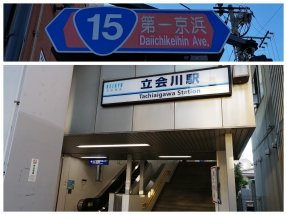 15
第一京浜
Daiichikeihin Ave.
立会川駅
Tachiaigawa Station